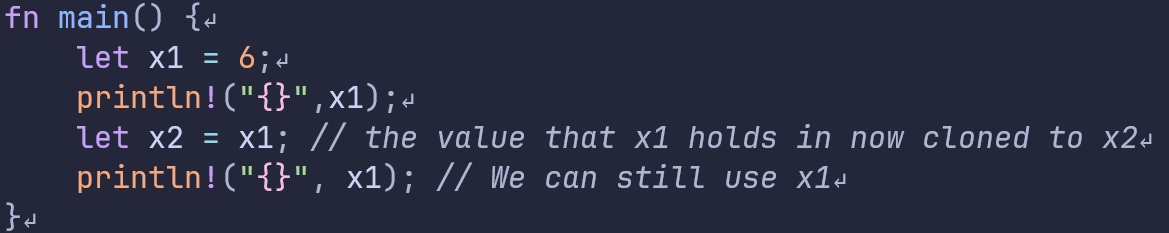 fn main() {↲
    let x1 = 6;↲
    println!("{}",x1);↲
    let x2 = x1; // the value that x1 holds in now cloned to x2↲
    println!("{}", x1); // We can still use x1↲
}↲